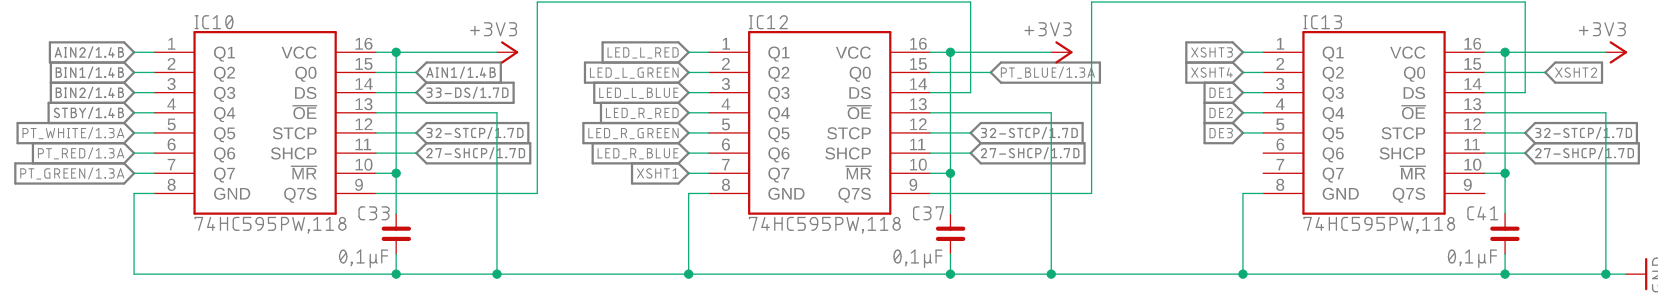 IC10
+3V3
AIN2/1.4B 1 Q1 VCC 16
BIN1/1.4B 2 Q2 Q0 15 AIN1/1.4B
BIN2/1.4B 3 Q3 DS 14 33-DS/1.7D
STBY/1.4B 4 Q4 OE 13
PT_WHITE/1.3A 5 Q5 STCP 12 32-STCP/1.7D
PT_RED/1.3A 6 Q6 SHCP 11 27-SHCP/1.7D
PT_GREEN/1.3A 7 Q7 MR 10
8 GND Q7S 9
74HC595PW,118
C33
0,1µF
IC12
+3V3
LED_L_RED 1 Q1 VCC 16
LED_L_GREEN 2 Q2 Q0 15 PT_BLUE/1.3A
LED_L_BLUE 3 Q3 DS 14
LED_R_RED 4 Q4 OE 13
LED_R_GREEN 5 Q5 STCP 12 32-STCP/1.7D
LED_R_BLUE 6 Q6 SHCP 11 27-SHCP/1.7D
XSHT1 7 Q7 MR 10
8 GND Q7S 9
74HC595PW,118
C37
0,1µF
IC13
+3V3
XSHT3 1 Q1 VCC 16
XSHT4 2 Q2 Q0 15 XSHT2
DE1 3 Q3 DS 14
DE2 4 Q4 OE 13
DE3 5 Q5 STCP 12 32-STCP/1.7D
6 Q6 SHCP 11 27-SHCP/1.7D
7 Q7 MR 10
8 GND Q7S 9
74HC595PW,118
C41
0,1µF
GND